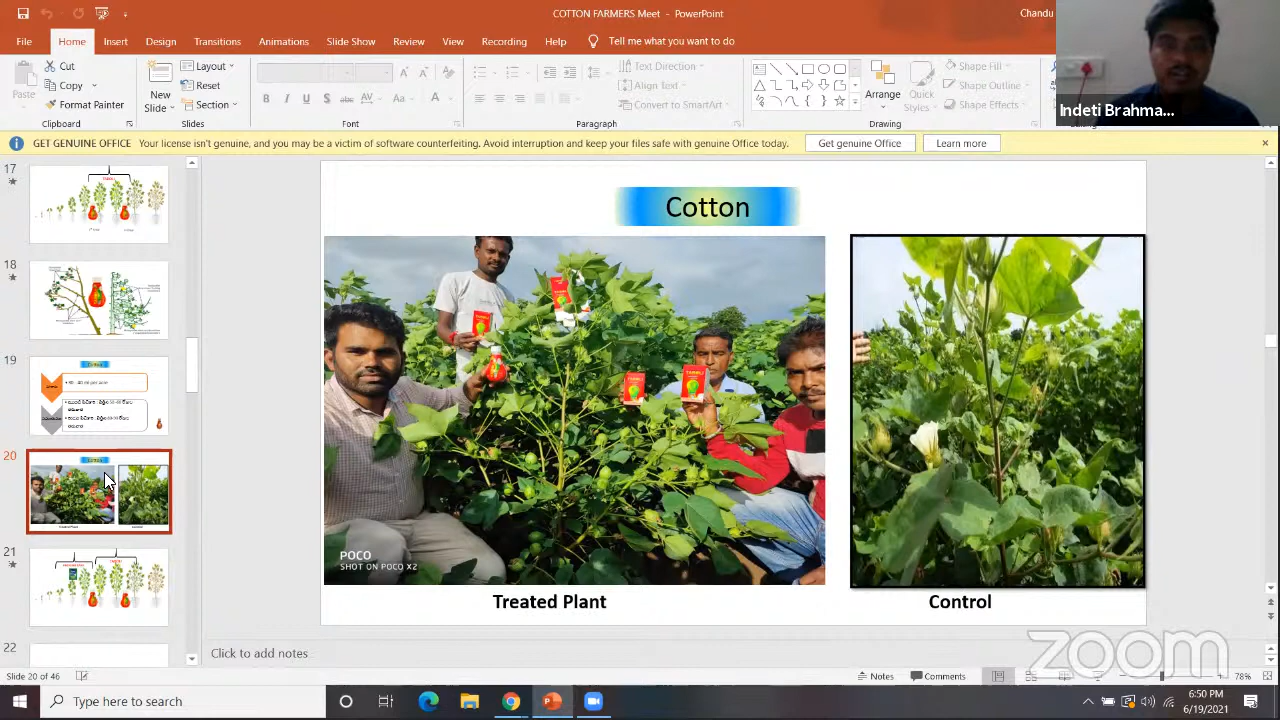 COTTON FARMERS Meet - PowerPoint
Chandu
File Home Insert Design Transitions Animations Slide Show Review View Recording Help Tell me what you want to do
Paste
Cut
Copy
Format Painter
Clipboard
New Slide
Layout
Reset
Section
Slides
Font
Text Direction
Align Text
Convert to SmartArt
Paragraph
Arrange
Quick Styles
Shape Fill
Shape Outline
Shape Effects
Drawing
Indeti Brahma...
GET GENUINE OFFICE Your license isn't genuine, and you may be a victim of software counterfeiting. Avoid interruption and keep your files safe with genuine Office today. Get genuine Office Learn more
17
18
19
20
21
22
Cotton
POCO
SHOT ON POCO X2
Treated Plant
Control
Click to add notes
zoom
Slide 20 of 46
Notes
Comments
78%
Type here to search
6:50 PM
6/19/2021